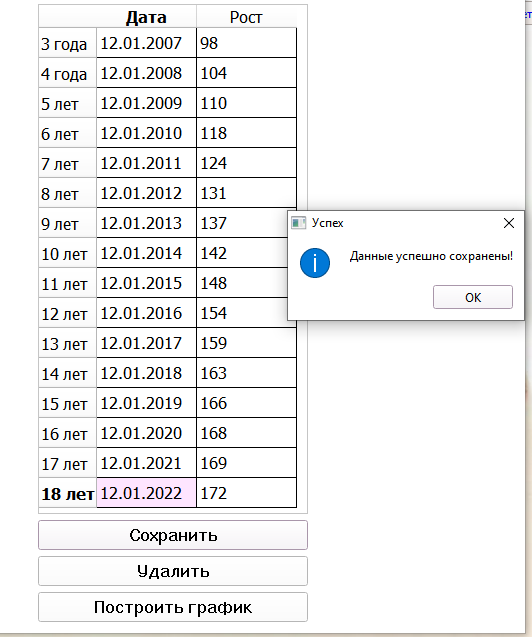 Дата Рост
3 года 12.01.2007 98
4 года 12.01.2008 104
5 лет 12.01.2009 110
6 лет 12.01.2010 118
7 лет 12.01.2011 124
8 лет 12.01.2012 131
9 лет 12.01.2013 137
10 лет 12.01.2014 142
11 лет 12.01.2015 148
12 лет 12.01.2016 154
13 лет 12.01.2017 159
14 лет 12.01.2018 163
15 лет 12.01.2019 166
16 лет 12.01.2020 168
17 лет 12.01.2021 169
18 лет 12.01.2022 172
Успех
Данные успешно сохранены!
OK
Сохранить
Удалить
Построить график